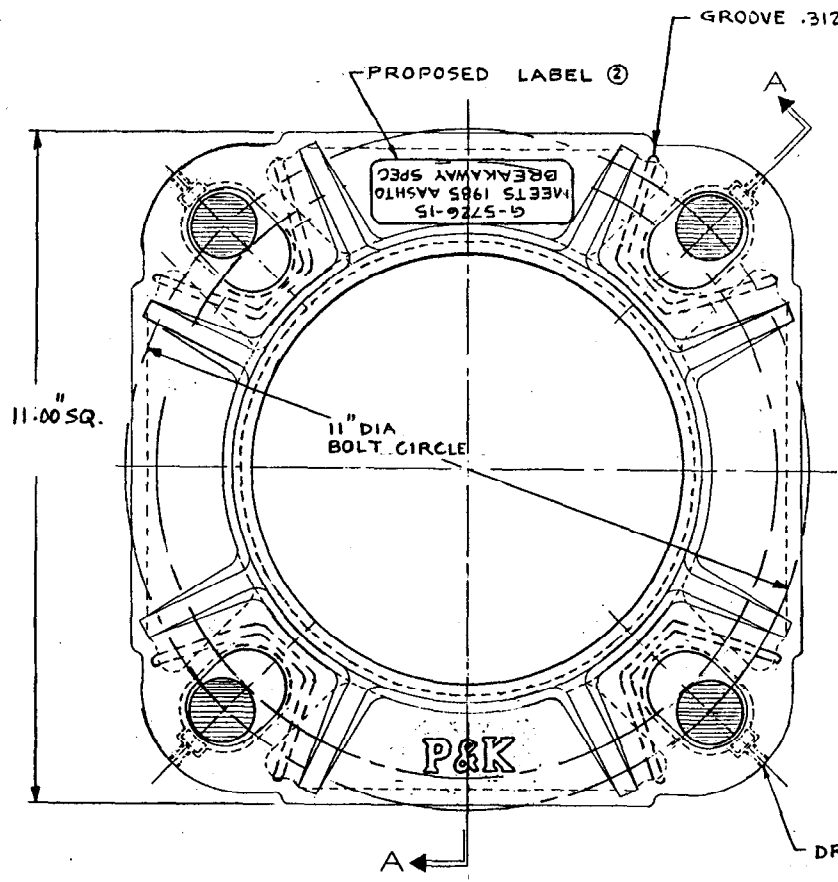 GROOVE .312
PROPOSED LABEL ②
A
G-5726-15
MEETS 1985 AASHTO
BREAKAWAY SPEC
11.00" SQ.
11" DIA
BOLT CIRCLE
P&K
A
DR